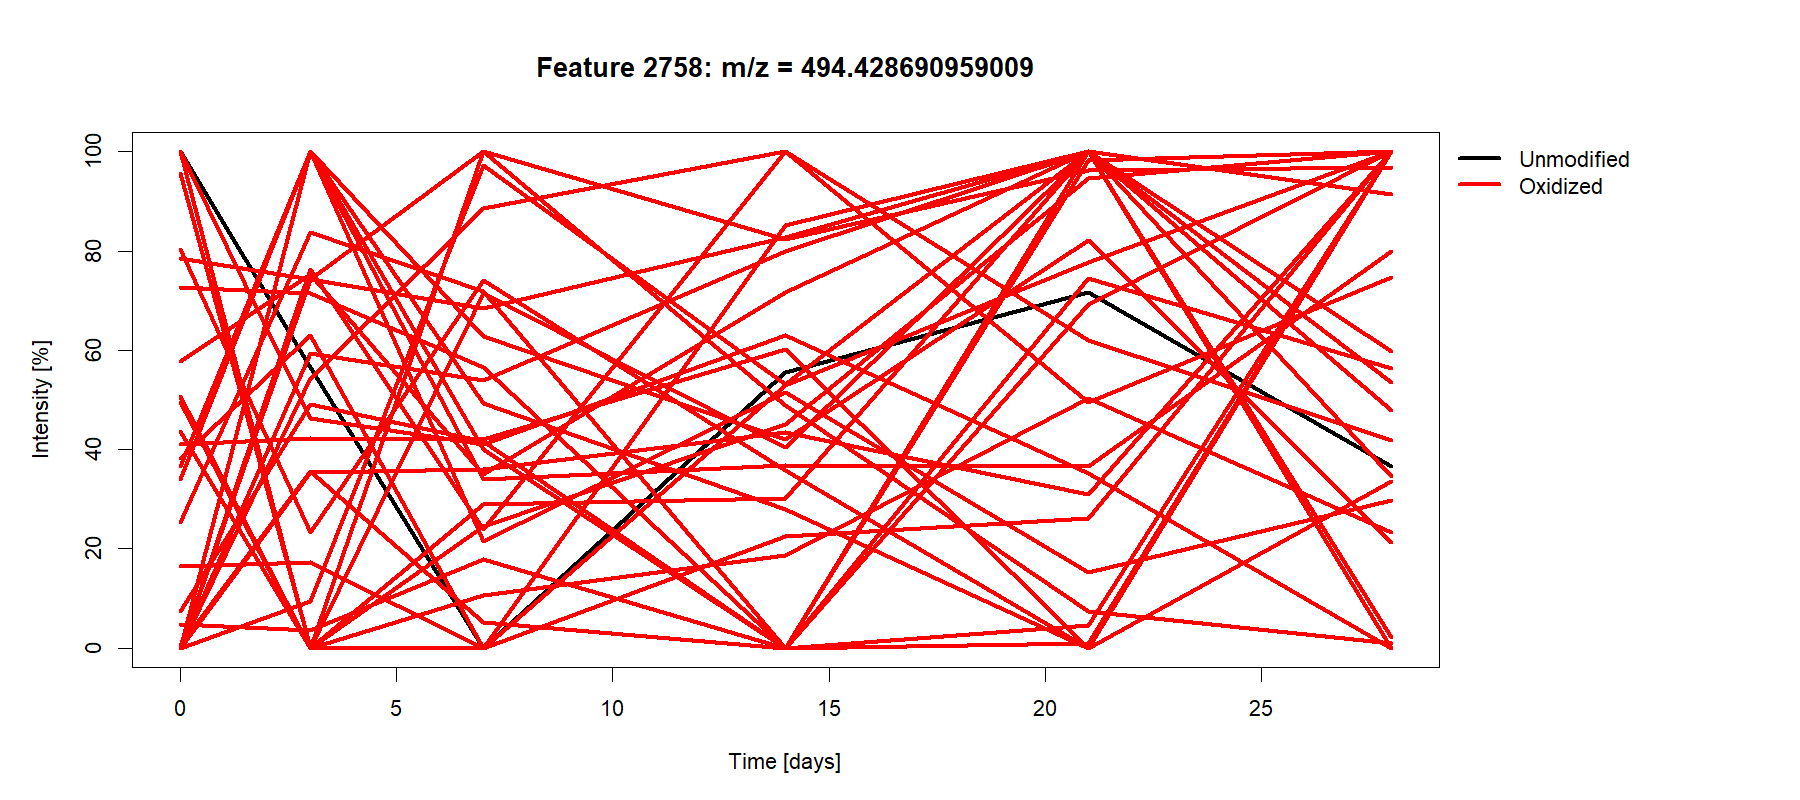 Feature 2758: m/z = 494.428690959009
Unmodified
Oxidized
Intensity [%]
100
80
60
40
20
0
0 5 10 15 20 25
Time [days]